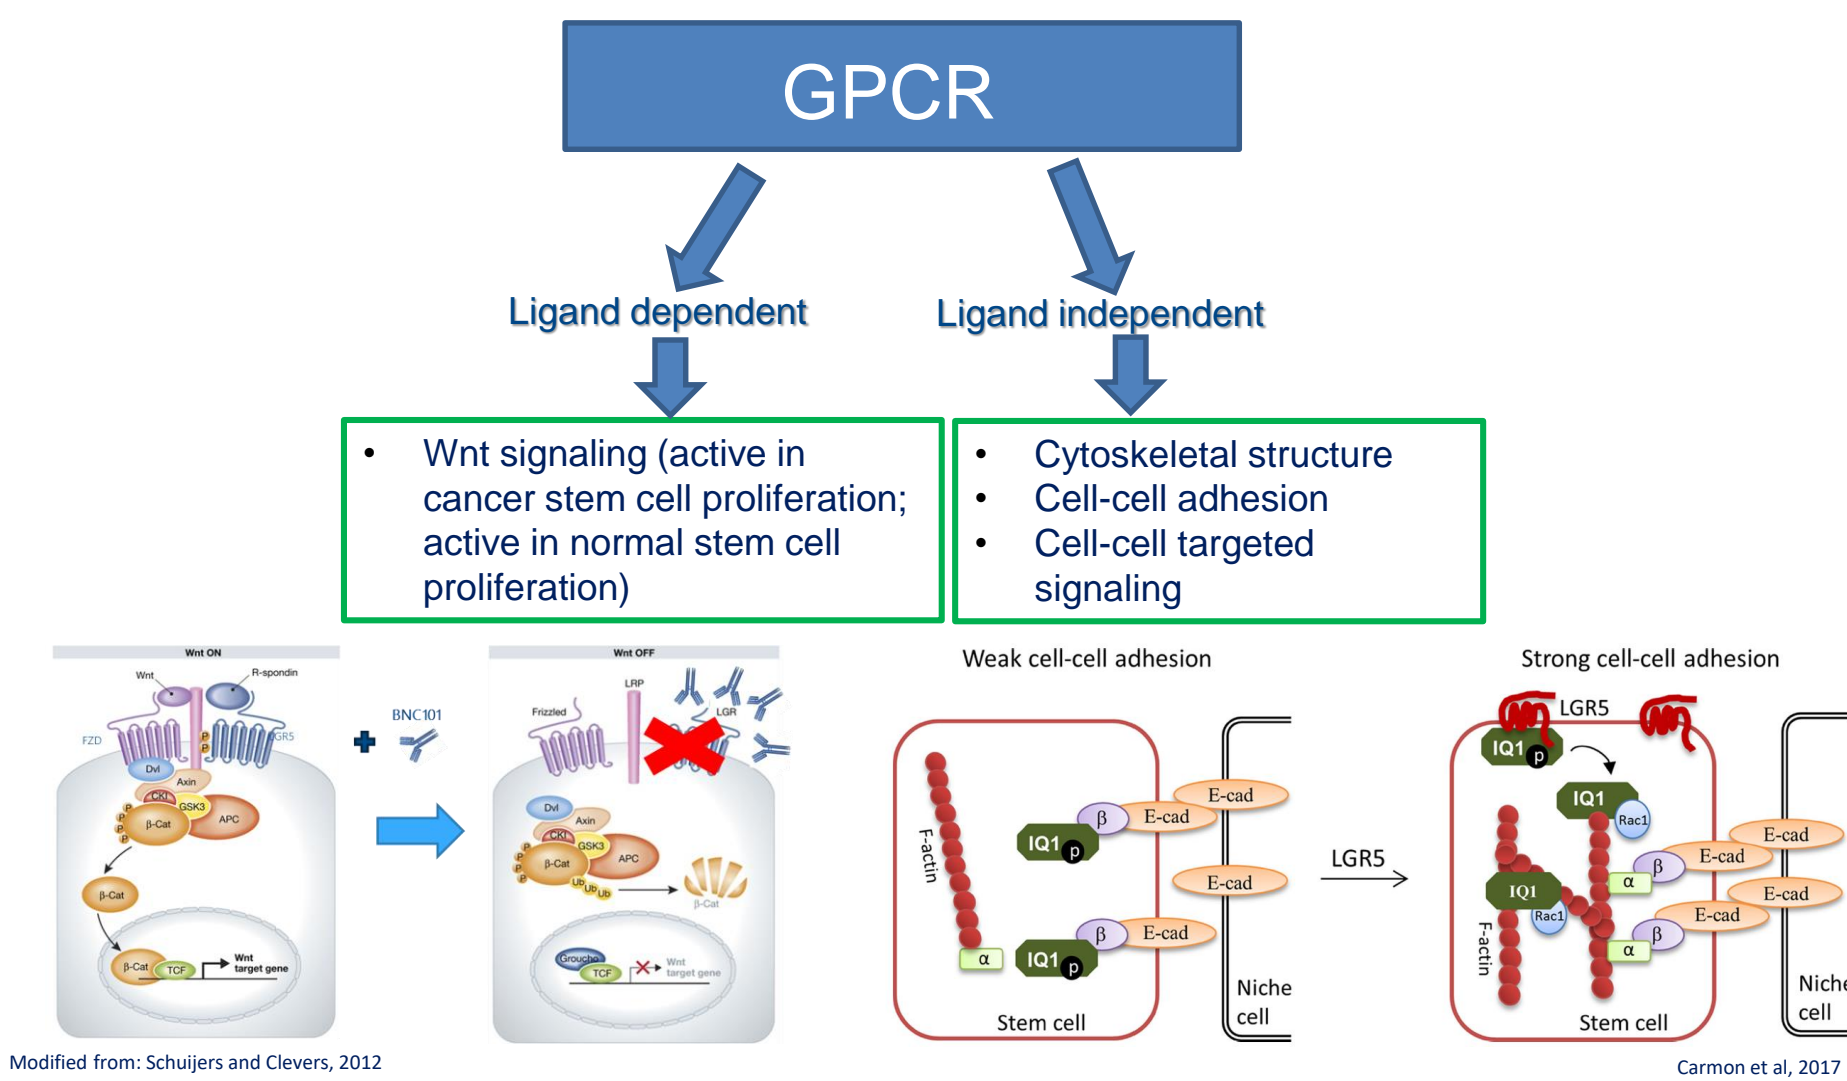 GPCR
Ligand dependent
Ligand independent
• Wnt signaling (active in
cancer stem cell proliferation;
active in normal stem cell
proliferation)
• Cytoskeletal structure
• Cell-cell adhesion
• Cell-cell targeted
signaling
Wnt ON
Wnt
R-spondin
FZD
GR5
P
P
Dvl
Axin
CKI
GSK3
P
P
P
β-Cat
APC
β-Cat
β-Cat
TCF
Wnt
target gene
BNC101
Wnt OFF
LRP
Frizzled
LGR
Dvl
Axin
CKI
GSK3
P
P
P
P
β-Cat
APC
Ub
Ub
Ub
β-Cat
Groucho
TCF
Wnt
target gene
Modified from: Schuijers and Clevers, 2012
Weak cell-cell adhesion
F-actin
IQ1
p
β
E-cad
E-cad
E-cad
α
IQ1
p
β
E-cad
Stem cell
Niche
cell
LGR5
Strong cell-cell adhesion
LGR5
IQ1
p
IQ1
Rac1
E-cad
E-cad
β
α
IQ1
Rac1
E-cad
E-cad
β
α
F-actin
Stem cell
Niche
cell
Carmon et al, 2017